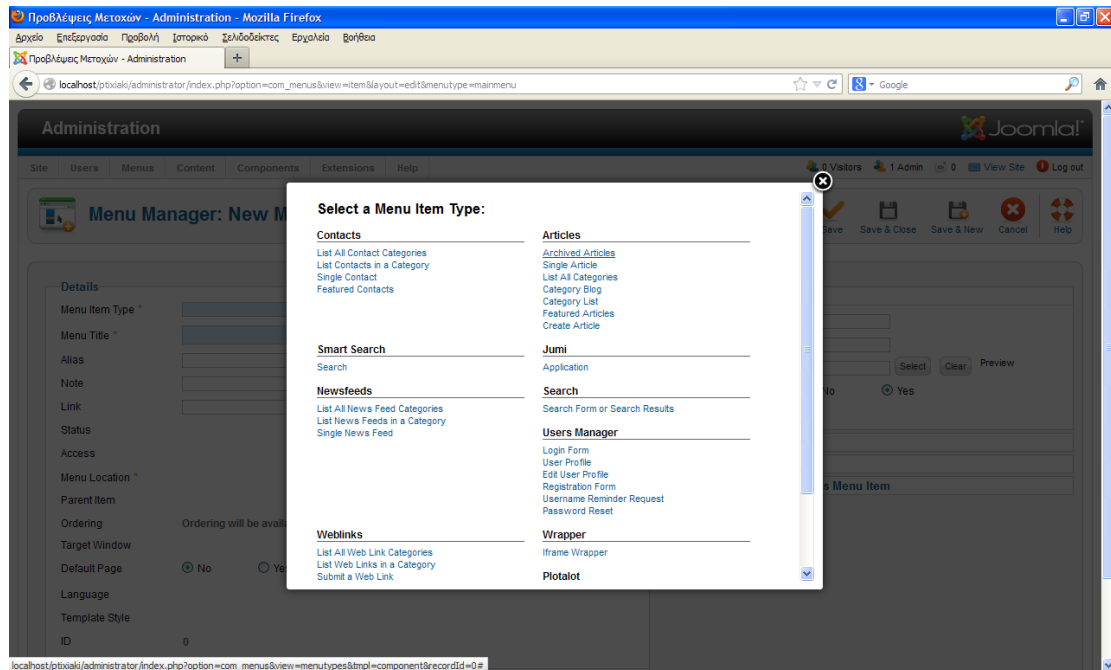 Προβλέψεις Μετοχών - Administration - Mozilla Firefox
Αρχείο Επεξεργασία Προβολή Ιστορικό Σελιδοδείκτες Εργαλεία Βοήθεια
Προβλέψεις Μετοχών - Administration
localhost/ptixiaki/administrator/index.php?option=com_menus&view=item&layout=edit&menutype=mainmenu
Google
Administration
Joomla!
Site Users Menus Content Components Extensions Help
0 Visitors 1 Admin 0 View Site Log out
Menu Manager: New M
Save Save & Close Save & New Cancel Help
Select a Menu Item Type:
Contacts
List All Contact Categories
List Contacts in a Category
Single Contact
Featured Contacts
Articles
Archived Articles
Single Article
List All Categories
Category Blog
Category List
Featured Articles
Create Article
Smart Search
Search
Jumi
Application
Newsfeeds
List All News Feed Categories
List News Feeds in a Category
Single News Feed
Search
Search Form or Search Results
Users Manager
Login Form
User Profile
Edit User Profile
Registration Form
Username Reminder Request
Password Reset
Weblinks
List All Web Link Categories
List Web Links in a Category
Submit a Web Link
Wrapper
Iframe Wrapper
Plotalot
Details
Menu Item Type *
Menu Title *
Alias
Note
Link
Status
Access
Menu Location *
Parent Item
Ordering Ordering will be avail
Target Window
Default Page No Ye
Language
Template Style
ID 0
Select Clear Preview
No Yes
s Menu Item
localhost/ptixiaki/administrator/index.php?option=com_menus&view=menutypes&tmpl=component&recordId=0#